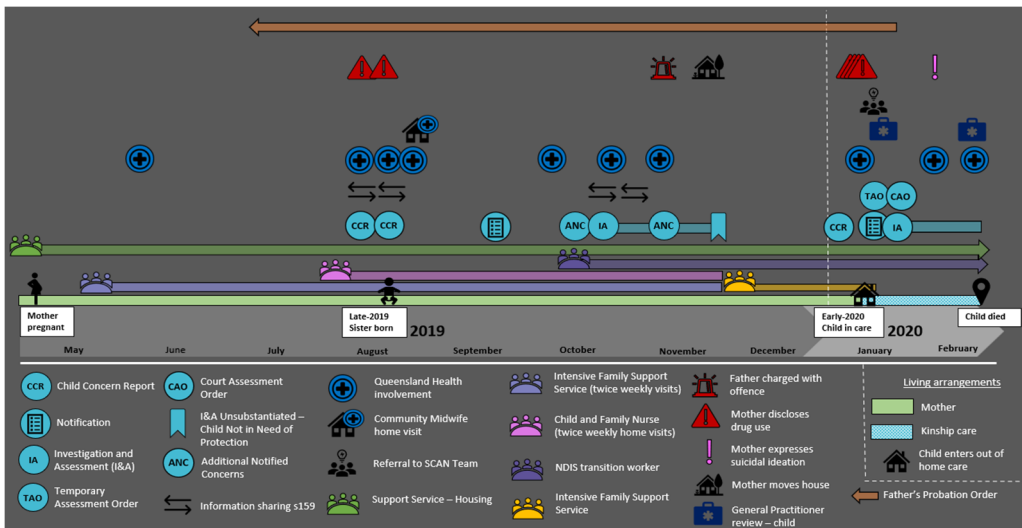 TAO
CAO
CCR
CCR
ANC
IA
ANC
CCR
IA
Mother
pregnant
Late-2019
Sister born
2019
Early-2020
Child in care
2020
Child died
May
June
July
August
September
October
November
December
January
February
CCR
Child Concern Report
Notification
IA
Investigation and
Assessment (I&A)
TAO
Temporary
Assessment Order
CAO
Court Assessment
Order
I&A Unsubstantiated –
Child Not in Need of
Protection
ANC
Additional Notified
Concerns
Information sharing s159
Queensland Health
involvement
Community Midwife
home visit
Referral to SCAN Team
Support Service – Housing
Intensive Family Support
Service (twice weekly visits)
Child and Family Nurse
(twice weekly home visits)
NDIS transition worker
Intensive Family Support
Service
Father charged with
offence
Mother discloses
drug use
Mother expresses
suicidal ideation
Mother moves house
General Practitioner
review – child
Living arrangements
Mother
Kinship care
Child enters out of
home care
Father's Probation Order